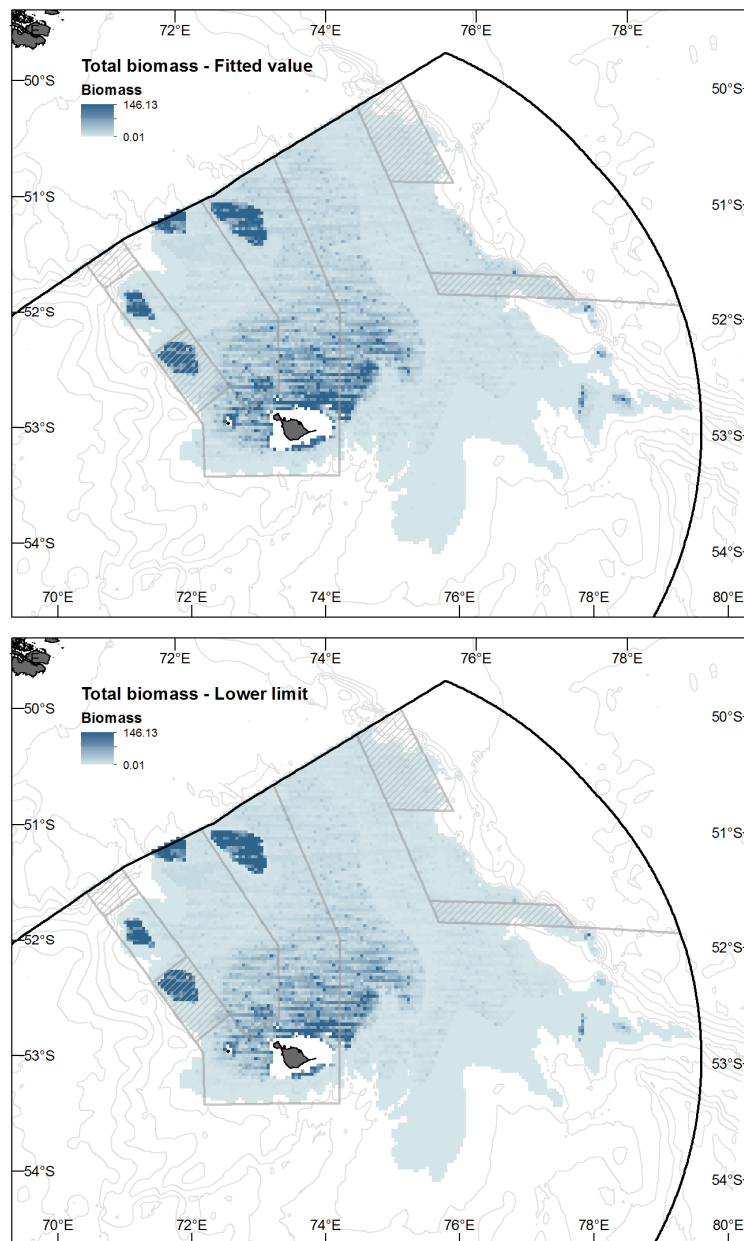 72°E 74°E 76°E 78°E
Total biomass - Fitted value
50°S 50°S
Biomass
146.13
0.01
51°S 51°S
52°S 52°S
53°S 53°S
54°S 54°S
70°E 72°E 74°E 76°E 78°E 80°E
72°E 74°E 76°E 78°E
Total biomass - Lower limit
50°S 50°S
Biomass
146.13
0.01
51°S 51°S
52°S 52°S
53°S 53°S
54°S 54°S
70°E 72°E 74°E 76°E 78°E 80°E